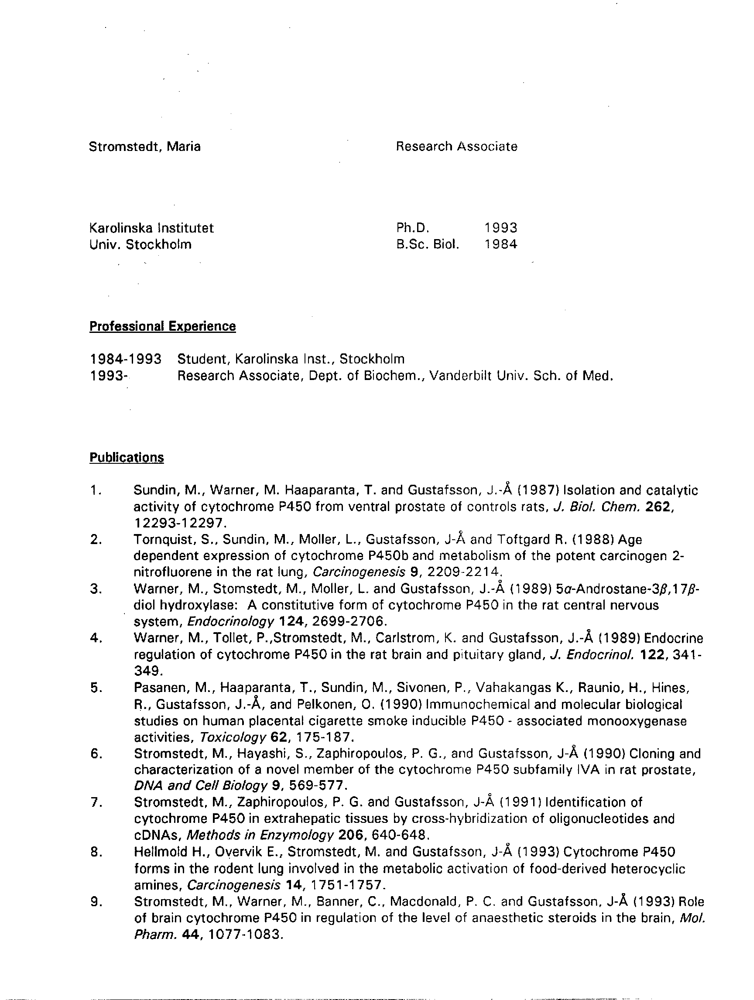 Stromstedt, Maria Research Associate
Karolinska Institutet Ph.D. 1993
Univ. Stockholm B.Sc. Biol. 1984
Professional Experience
1984-1993 Student, Karolinska Inst., Stockholm
1993- Research Associate, Dept. of Biochem., Vanderbilt Univ. Sch. of Med.
Publications
1. Sundin, M., Warner, M. Haaparanta, T. and Gustafsson, J.-Å (1987) Isolation and catalytic
activity of cytochrome P450 from ventral prostate of controls rats, J. Biol. Chem. 262,
12293-12297.
2. Tornquist, S., Sundin, M., Moller, L., Gustafsson, J-Å and Toftgard R. (1988) Age
dependent expression of cytochrome P450b and metabolism of the potent carcinogen 2-
nitrofluorene in the rat lung, Carcinogenesis 9, 2209-2214.
3. Warner, M., Stomstedt, M., Moller, L. and Gustafsson, J.-Å (1989) 5α-Androstane-3β,17β-
diol hydroxylase: A constitutive form of cytochrome P450 in the rat central nervous
system, Endocrinology 124, 2699-2706.
4. Warner, M., Tollet, P.,Stromstedt, M., Carlstrom, K. and Gustafsson, J.-Å (1989) Endocrine
regulation of cytochrome P450 in the rat brain and pituitary gland, J. Endocrinol. 122, 341-
349.
5. Pasanen, M., Haaparanta, T., Sundin, M., Sivonen, P., Vahakangas K., Raunio, H., Hines,
R., Gustafsson, J.-Å, and Pelkonen, O. (1990) Immunochemical and molecular biological
studies on human placental cigarette smoke inducible P450 - associated monooxygenase
activities, Toxicology 62, 175-187.
6. Stromstedt, M., Hayashi, S., Zaphiropoulos, P. G., and Gustafsson, J-Å (1990) Cloning and
characterization of a novel member of the cytochrome P450 subfamily IVA in rat prostate,
DNA and Cell Biology 9, 569-577.
7. Stromstedt, M., Zaphiropoulos, P. G. and Gustafsson, J-Å (1991) Identification of
cytochrome P450 in extrahepatic tissues by cross-hybridization of oligonucleotides and
cDNAs, Methods in Enzymology 206, 640-648.
8. Hellmold H., Overvik E., Stromstedt, M. and Gustafsson, J-Å (1993) Cytochrome P450
forms in the rodent lung involved in the metabolic activation of food-derived heterocyclic
amines, Carcinogenesis 14, 1751-1757.
9. Stromstedt, M., Warner, M., Banner, C., Macdonald, P. C. and Gustafsson, J-Å (1993) Role
of brain cytochrome P450 in regulation of the level of anaesthetic steroids in the brain, Mol.
Pharm. 44, 1077-1083.